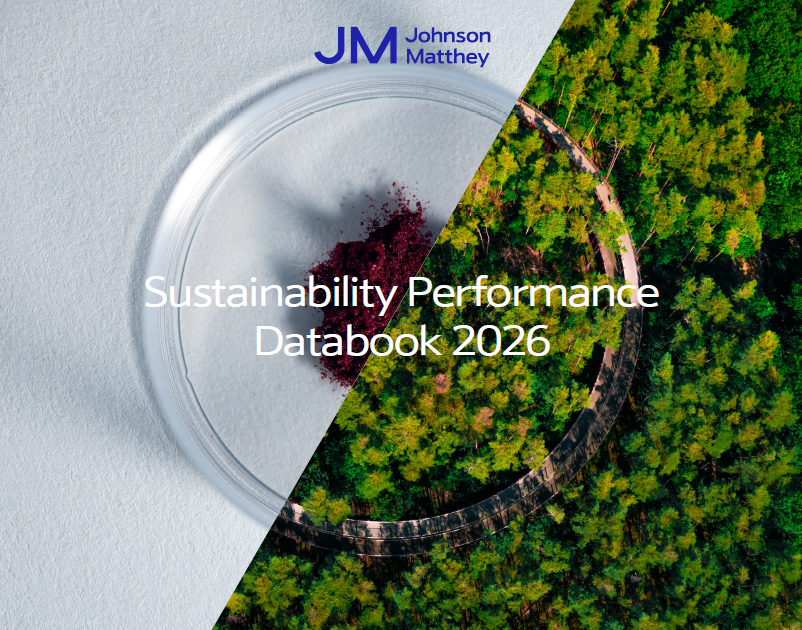 JM Johnson
Matthey
Sustainability Performance
Databook 2026